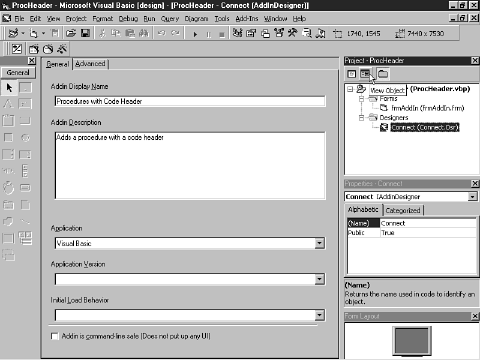 ProcHeader - Microsoft Visual Basic [design] - [ProcHeader - Connect (AddInDesigner)]
File Edit View Project Format Debug Run Query Diagram Tools Add-Ins Window Help
1740, 1545
7440 x 7530
General
General
Advanced
Addin Display Name
Procedures with Code Header
Addin Description
Adds a procedure with a code header
Application
Visual Basic
Application Version
Initial Load Behavior
Addin is command-line safe (Does not put up any UI)
Project - ProcHeader
View Object
(ProcHeader.vbp)
Forms
frmAddIn (frmAddIn.frm)
Designers
Connect (Connect.Dsr)
Properties - Connect
Connect AddInDesigner
Alphabetic
Categorized
(Name)
Connect
Public
True
(Name)
Returns the name used in code to identify an
object.
Form Layout